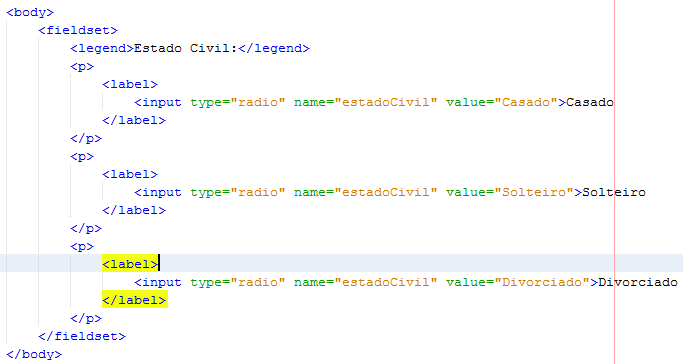 <body>
<fieldset>
<legend>Estado Civil:</legend>
<p>
<label>
<input type="radio" name="estadoCivil" value="Casado">Casado
</label>
</p>
<p>
<label>
<input type="radio" name="estadoCivil" value="Solteiro">Solteiro
</label>
</p>
<p>
<label>
<input type="radio" name="estadoCivil" value="Divorciado">Divorciado
</label>
</p>
</fieldset>
</body>